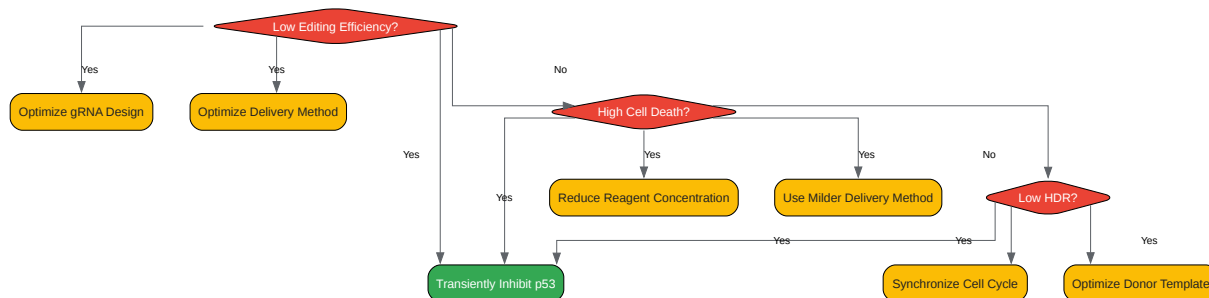 Low Editing Efficiency?
Yes
Yes
No
Optimize gRNA Design
Optimize Delivery Method
High Cell Death?
Yes
Yes
Yes
No
Yes
Reduce Reagent Concentration
Use Milder Delivery Method
Low HDR?
Yes
Yes
Yes
Transiently Inhibit p53
Synchronize Cell Cycle
Optimize Donor Template